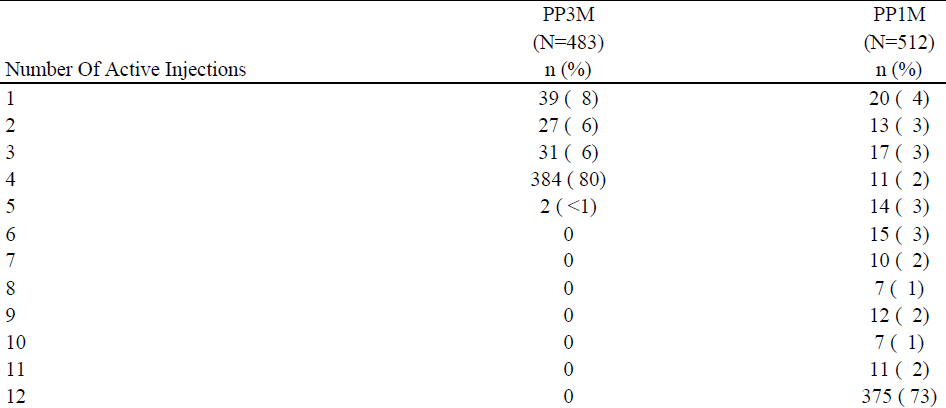 PP3M PP1M
(N=483) (N=512)
Number Of Active Injections n (%) n (%)
1 39 ( 8) 20 ( 4)
2 27 ( 6) 13 ( 3)
3 31 ( 6) 17 ( 3)
4 384 ( 80) 11 ( 2)
5 2 ( <1) 14 ( 3)
6 0 15 ( 3)
7 0 10 ( 2)
8 0 7 ( 1)
9 0 12 ( 2)
10 0 7 ( 1)
11 0 11 ( 2)
12 0 375 ( 73)